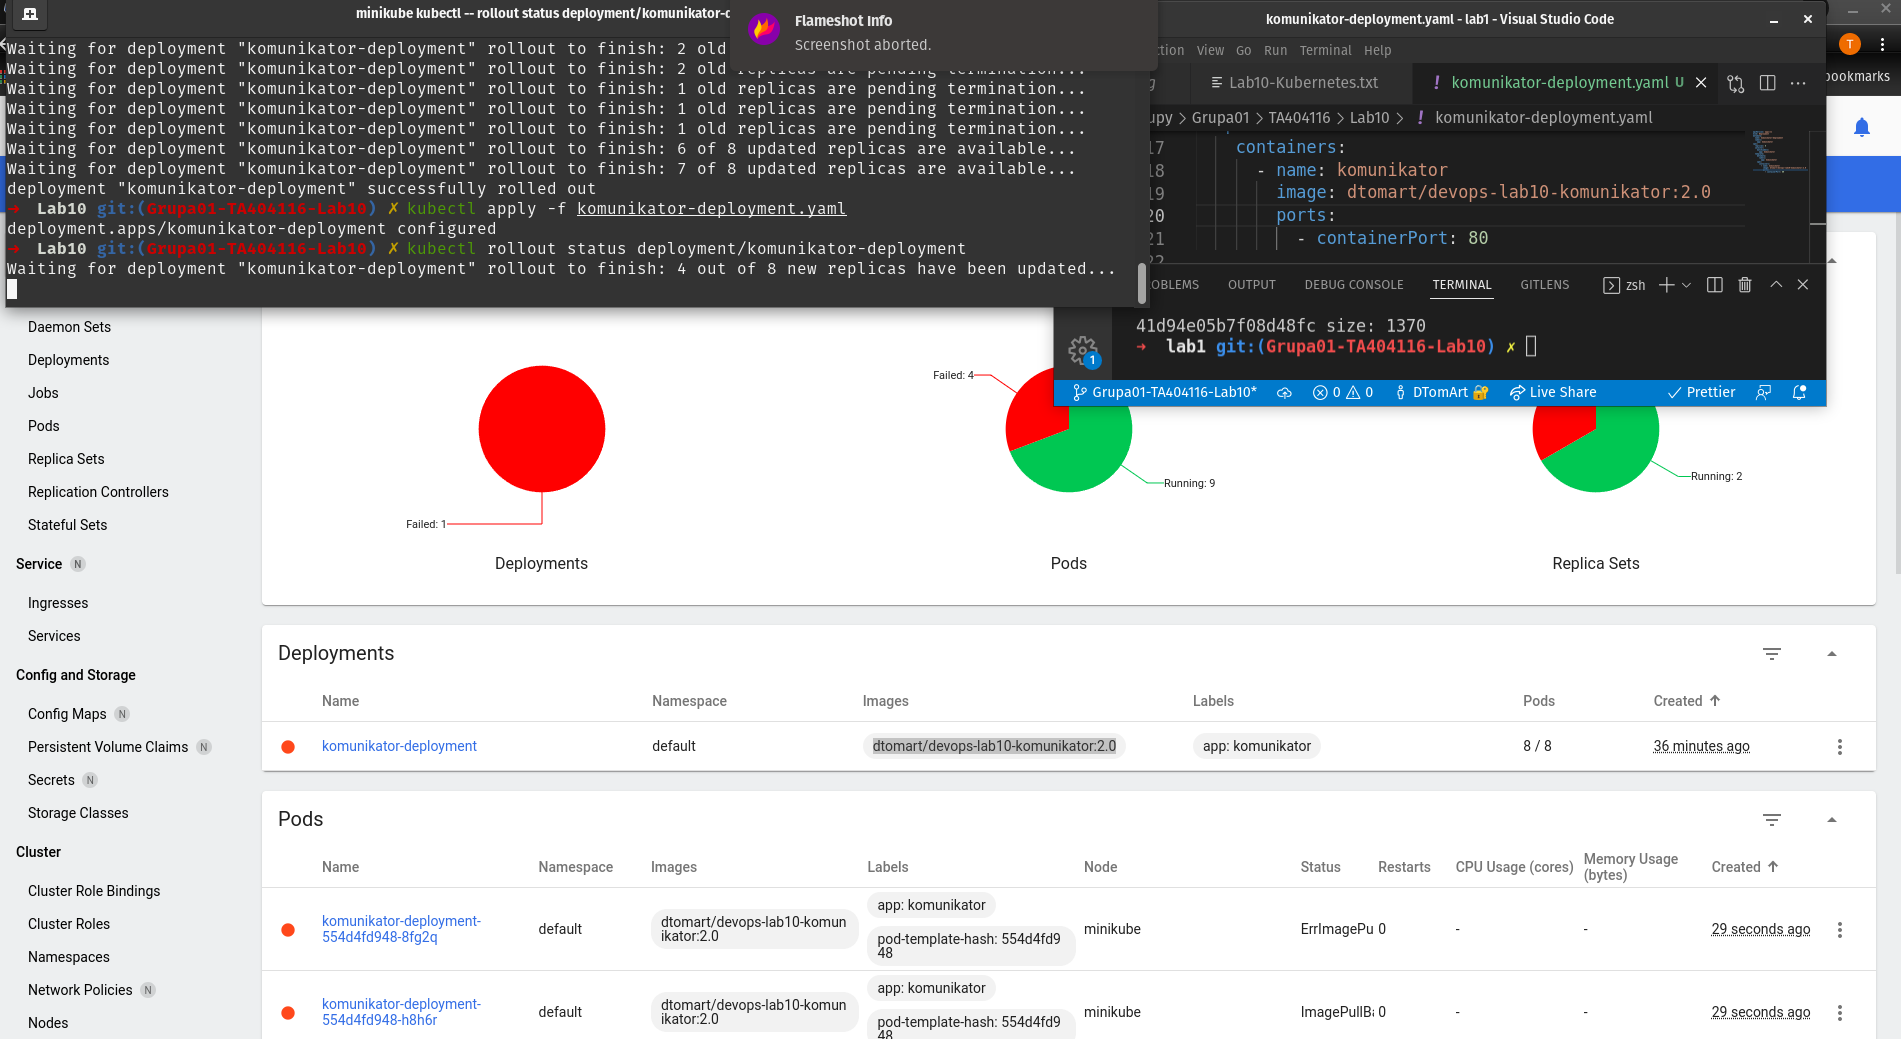 minikube kubectl -- rollout status deployment/komunikator-d
Waiting for deployment "komunikator-deployment" rollout to finish: 2 old
Waiting for deployment "komunikator-deployment" rollout to finish: 2 old replicas are pending termination...
Waiting for deployment "komunikator-deployment" rollout to finish: 1 old replicas are pending termination...
Waiting for deployment "komunikator-deployment" rollout to finish: 1 old replicas are pending termination...
Waiting for deployment "komunikator-deployment" rollout to finish: 1 old replicas are pending termination...
Waiting for deployment "komunikator-deployment" rollout to finish: 6 of 8 updated replicas are available...
Waiting for deployment "komunikator-deployment" rollout to finish: 7 of 8 updated replicas are available...
deployment "komunikator-deployment" successfully rolled out
→ Lab10 git:(Grupa01-TA404116-Lab10) ✗ kubectl apply -f komunikator-deployment.yaml
deployment.apps/komunikator-deployment configured
→ Lab10 git:(Grupa01-TA404116-Lab10) ✗ kubectl rollout status deployment/komunikator-deployment
Waiting for deployment "komunikator-deployment" rollout to finish: 4 out of 8 new replicas have been updated...
Flameshot Info
Screenshot aborted.
komunikator-deployment.yaml - lab1 - Visual Studio Code
ction View Go Run Terminal Help
g Lab10-Kubernetes.txt ! komunikator-deployment.yaml U
upy > Grupa01 > TA404116 > Lab10 > ! komunikator-deployment.yaml
17 containers:
18 - name: komunikator
19 image: dtomart/devops-lab10-komunikator:2.0
20 ports:
21 - containerPort: 80
22
OBLEMS OUTPUT DEBUG CONSOLE TERMINAL GITLENS zsh
41d94e05b7f08d48fc size: 1370
→ lab1 git:(Grupa01-TA404116-Lab10) ✗
1
Grupa01-TA404116-Lab10* 0 0 DTomArt Live Share Prettier
T
bookmarks
Daemon Sets
Deployments
Jobs
Pods
Replica Sets
Replication Controllers
Stateful Sets
Service N
Ingresses
Services
Config and Storage
Config Maps N
Persistent Volume Claims N
Secrets N
Storage Classes
Cluster
Cluster Role Bindings
Cluster Roles
Namespaces
Network Policies N
Nodes
Failed: 1
Deployments
Failed: 4
Running: 9
Pods
Running: 2
Replica Sets
Deployments
Name Namespace Images Labels Pods Created
komunikator-deployment default dtomart/devops-lab10-komunikator:2.0 app: komunikator 8 / 8 36 minutes ago
Pods
Name Namespace Images Labels Node Status Restarts CPU Usage (cores) Memory Usage (bytes) Created
komunikator-deployment-
554d4fd948-8fg2q
default
dtomart/devops-lab10-komun
ikator:2.0
app: komunikator
pod-template-hash: 554d4fd9
48
minikube
ErrImagePu 0 - - 29 seconds ago
komunikator-deployment-
554d4fd948-h8h6r
default
dtomart/devops-lab10-komun
ikator:2.0
app: komunikator
pod-template-hash: 554d4fd9
48
minikube
ImagePullBa 0 - - 29 seconds ago